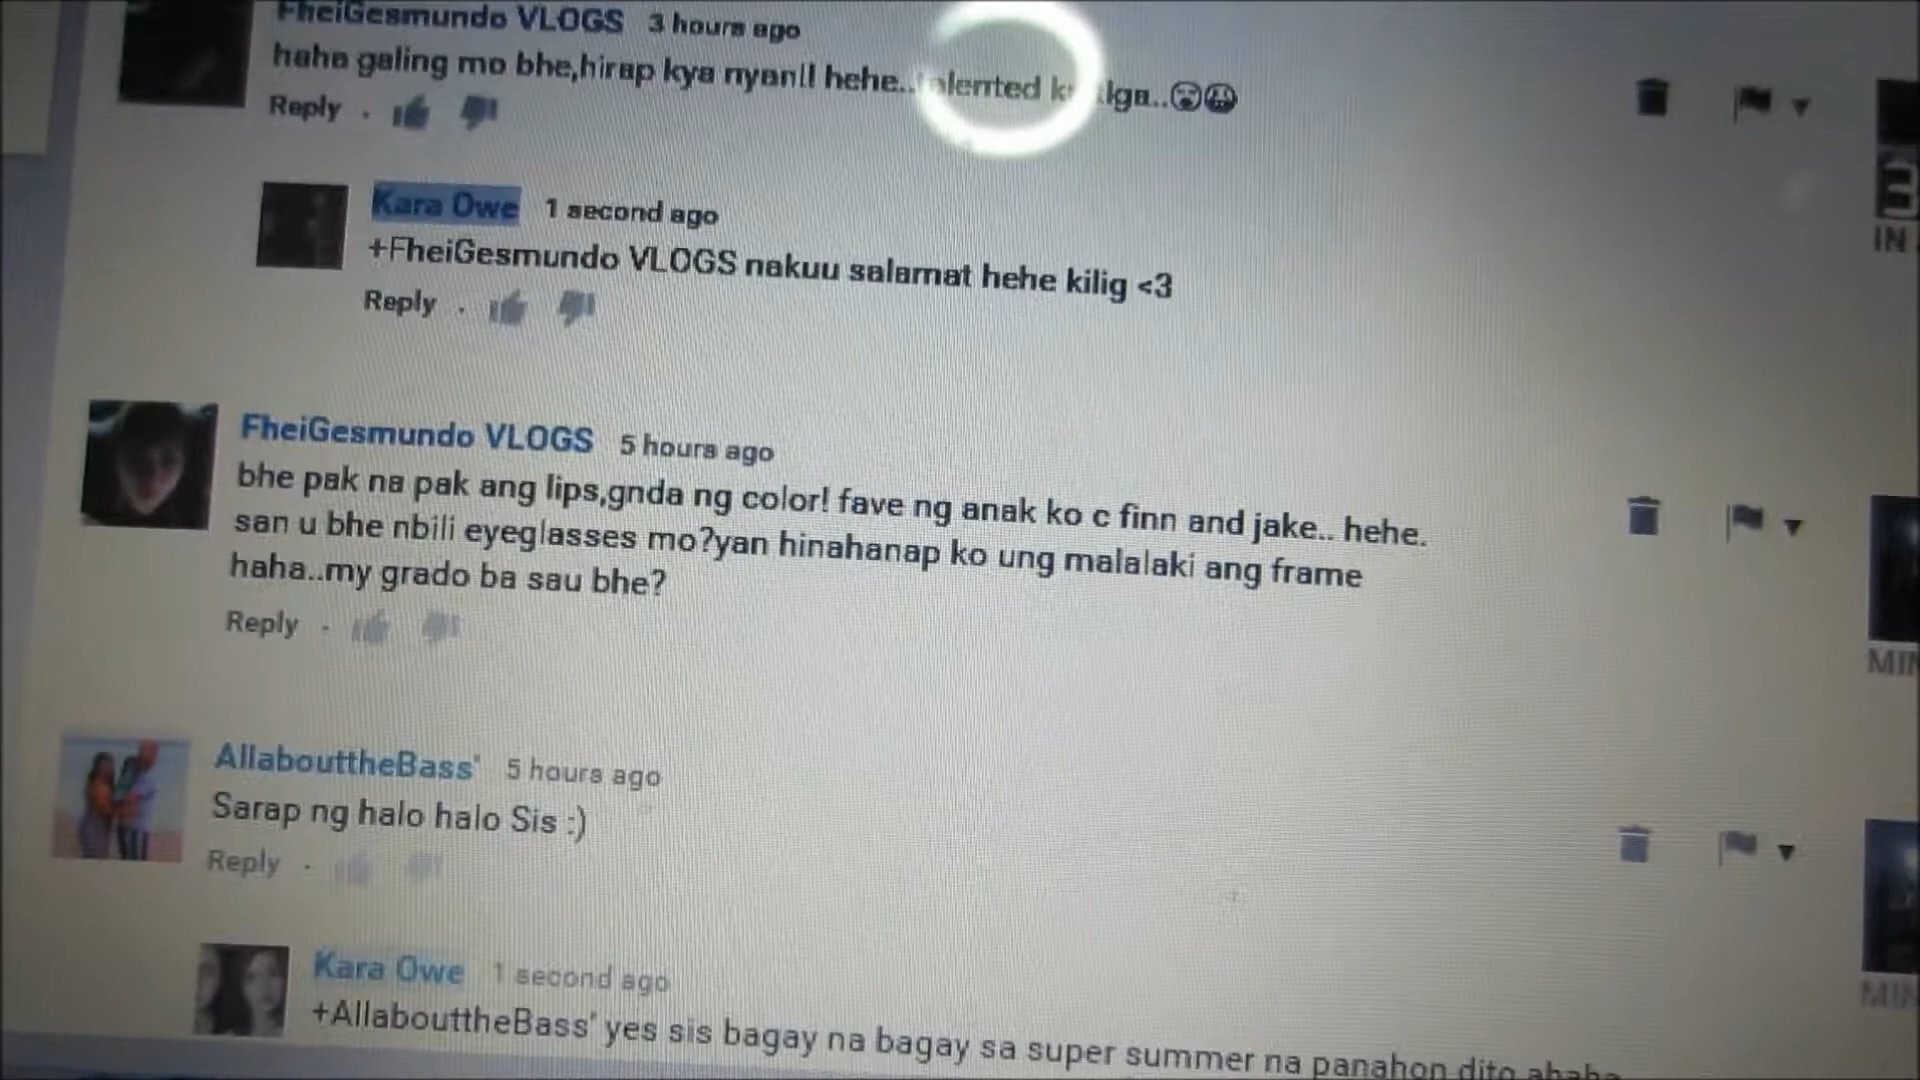 FheiGesmundo VLOGS 3 hours ago
haha galing mo bhe,hirap kya nyan!! hehe.. 😮😀
Reply
Kara Owe 1 second ago
+FheiGesmundo VLOGS nakuu salamat hehe kilig <3
Reply
FheiGesmundo VLOGS 5 hours ago
bhe pak na pak ang lips,gnda ng color! fave ng anak ko c finn and jake.. hehe.
san u bhe nbili eyeglasses mo?yan hinahanap ko ung malalaki ang frame
haha..my grado ba sau bhe?
Reply
AllabouttheBass' 5 hours ago
Sarap ng halo halo Sis :)
Reply
Kara Owe 1 second ago
+AllabouttheBass' yes sis bagay na bagay sa super summer na panahon dito ahaha
3
IN
MIN
MIN